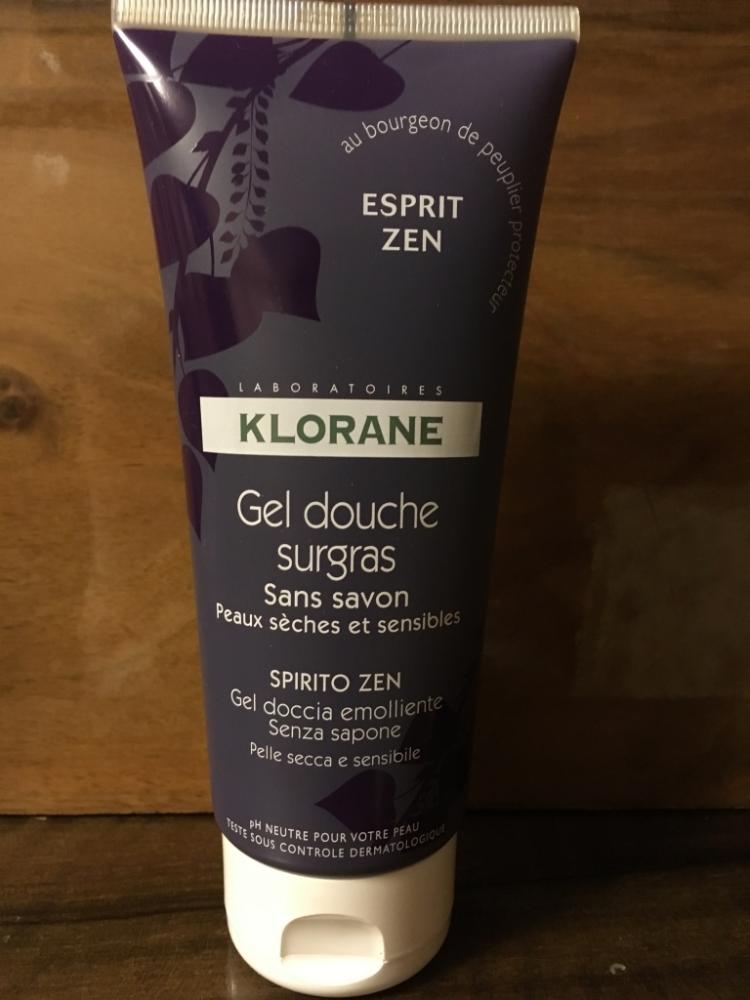 au bourgeon de peuplier protecteur
ESPRIT
ZEN
LABORATOIRES
KLORANE
Gel douche
surgras
Sans savon
Peaux sèches et sensibles
SPIRITO ZEN
Gel doccia emolliente
Senza sapone
Pelle secca e sensibile
pH NEUTRE POUR VOTRE PEAU
TESTE SOUS CONTROLE DERMATOLOGIQUE